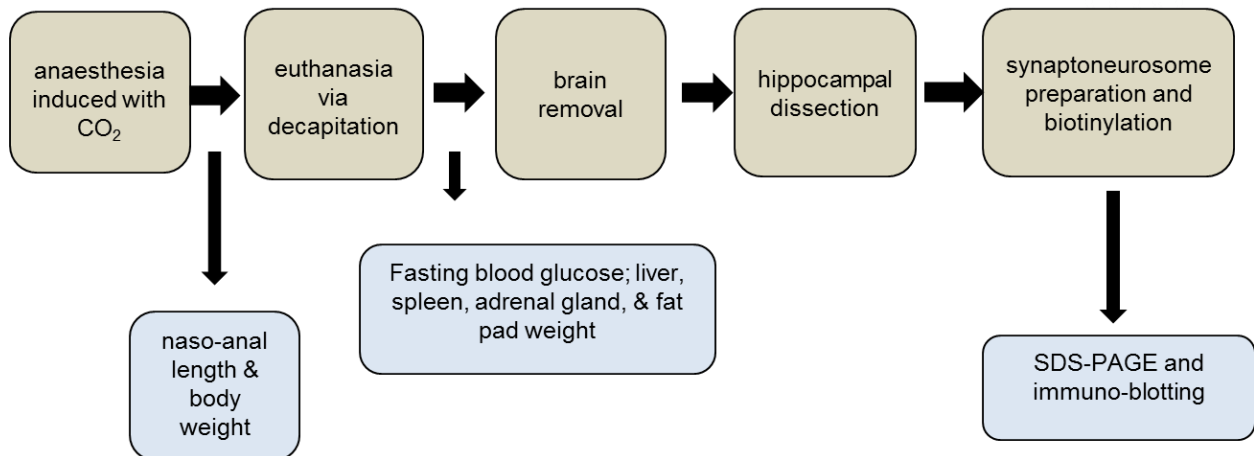 anaesthesia
induced with
CO₂
euthanasia
via
decapitation
brain
removal
hippocampal
dissection
synaptoneurosome
preparation and
biotinylation
naso-anal
length &
body
weight
Fasting blood glucose; liver,
spleen, adrenal gland, & fat
pad weight
SDS-PAGE and
immuno-blotting